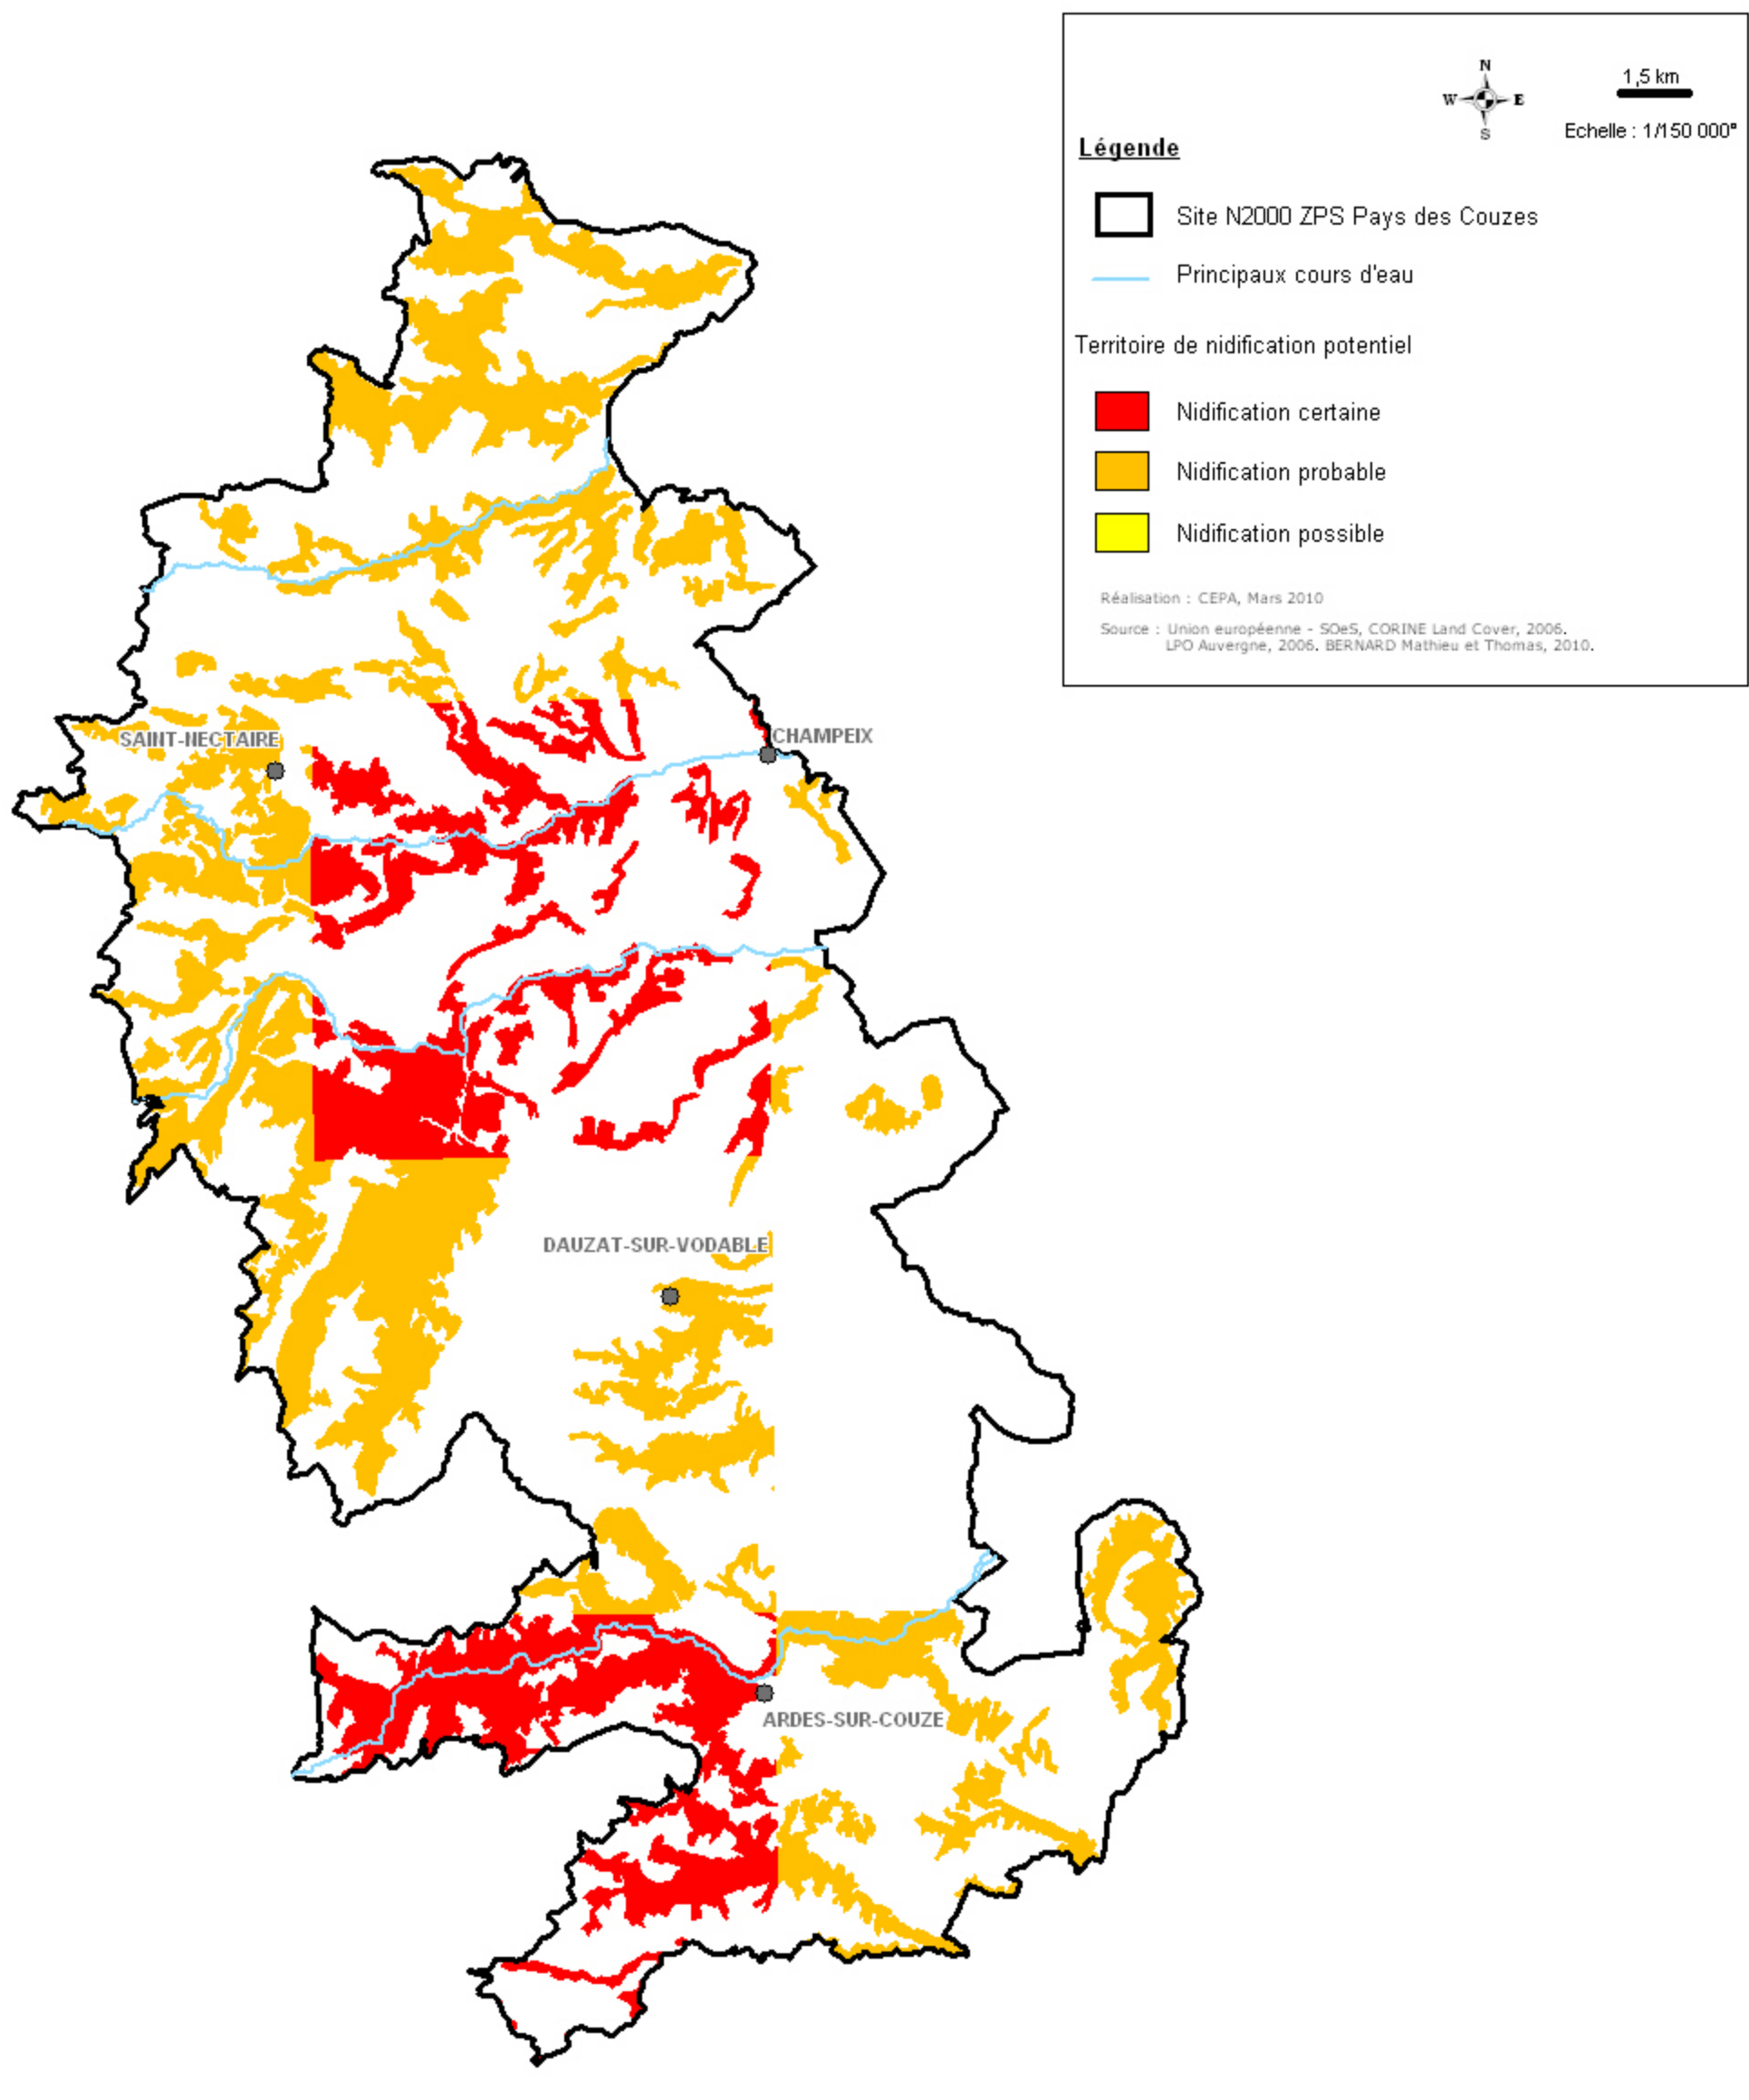 N
W
E
S
1,5 km
Echelle : 1/150 000°
Légende
Site N2000 ZPS Pays des Couzes
Principaux cours d'eau
Territoire de nidification potentiel
Nidification certaine
Nidification probable
Nidification possible
Réalisation : CEPA, Mars 2010
Source : Union européenne - SOeS, CORINE Land Cover, 2006.
LPO Auvergne, 2006. BERNARD Mathieu et Thomas, 2010.
SAINT-NECTAIRE
CHAMPEIX
DAUZAT-SUR-VODABLE
ARDES-SUR-COUZE